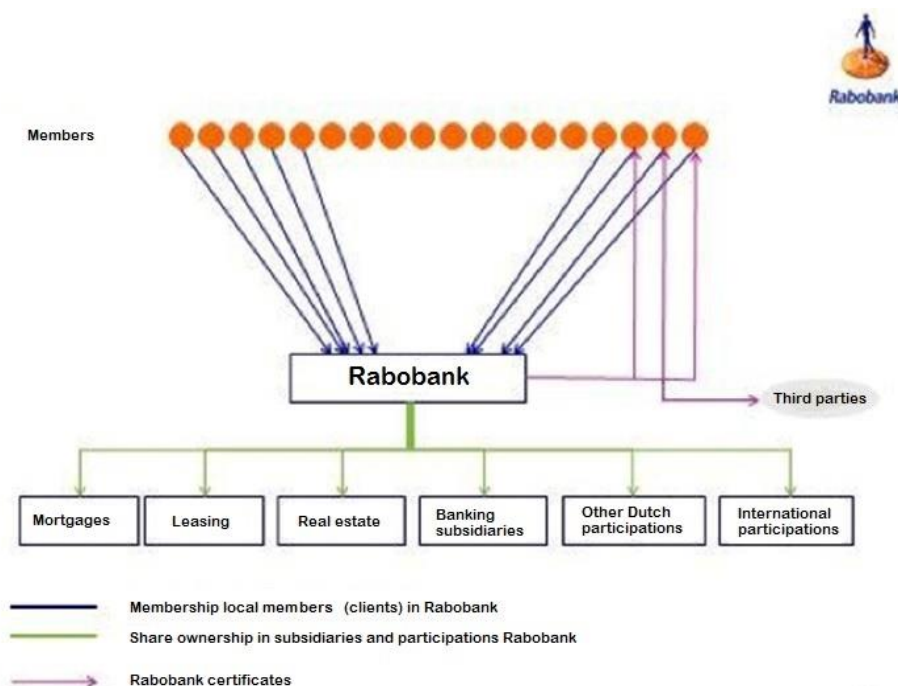 Rabobank
Members
Rabobank
Third parties
Mortgages
Leasing
Real estate
Banking
subsidiaries
Other Dutch
participations
International
participations
Membership local members (clients) in Rabobank
Share ownership in subsidiaries and participations Rabobank
Rabobank certificates